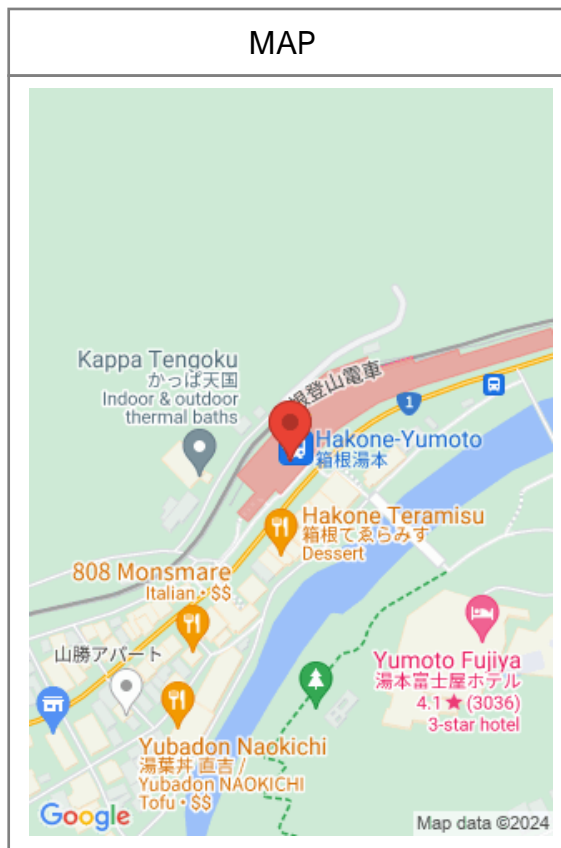 MAP
Kappa Tengoku
かっぱ天国
Indoor & outdoor
thermal baths
根登山電車
1
Hakone-Yumoto
箱根湯本
Hakone Teramisu
箱根てゑらみす
Dessert
808 Monsmare
Italian · $$
山勝アパート
Yumoto Fujiya
湯本富士屋ホテル
4.1★(3036)
3-star hotel
Yubadon Naokichi
湯葉丼 直吉 /
Yubadon NAOKICHI
Tofu · $$
Google
Map data ©2024